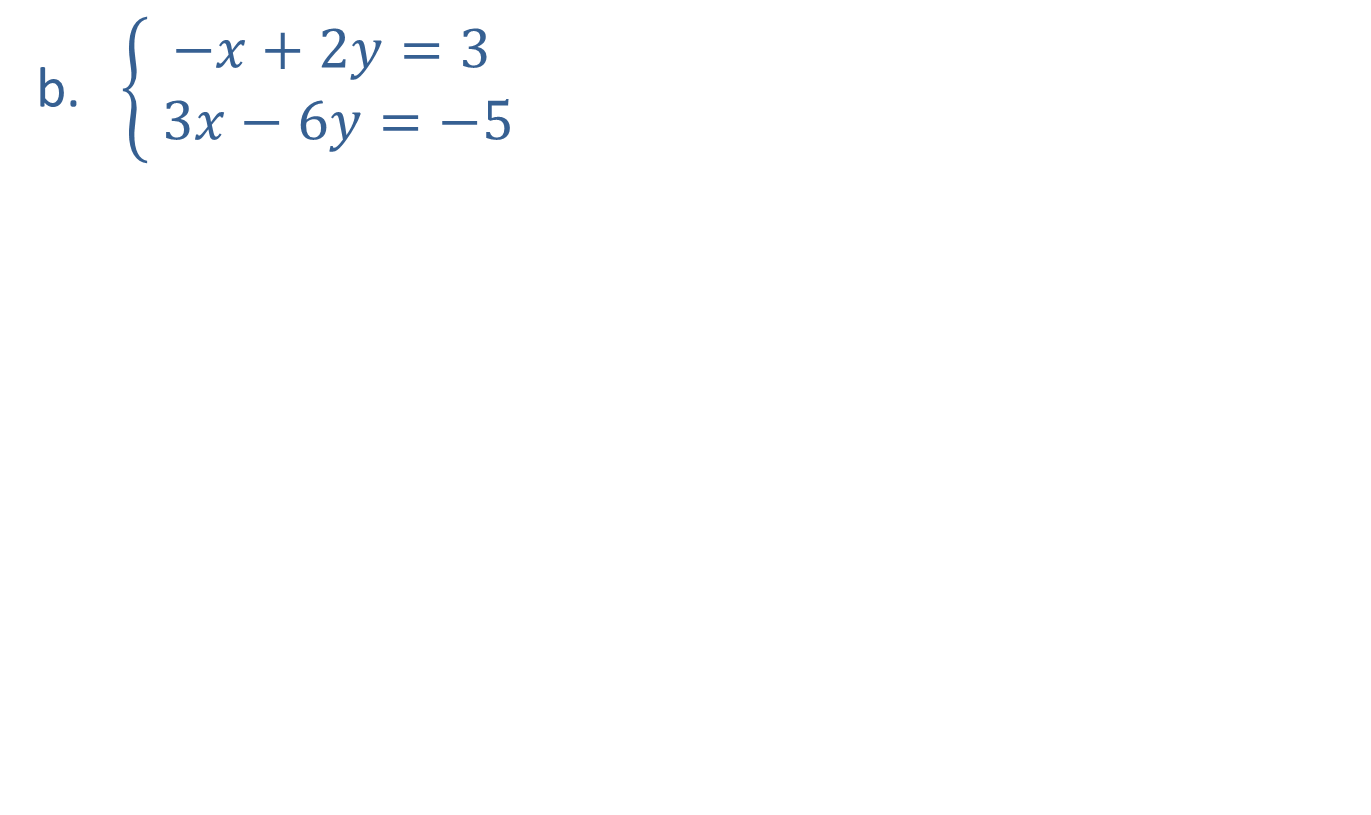 b. { −x + 2y = 3
3x − 6y = −5